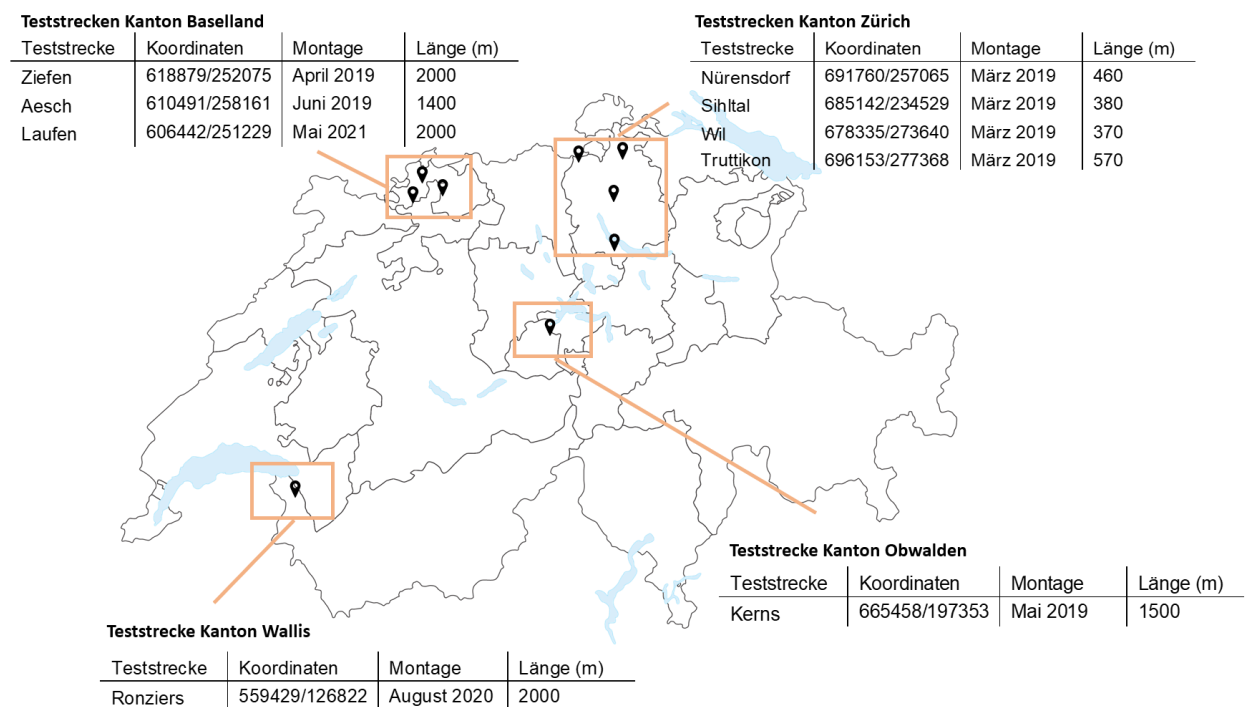 Teststrecken Kanton Baselland
Teststrecke Koordinaten Montage Länge (m)
Ziefen 618879/252075 April 2019 2000
Aesch 610491/258161 Juni 2019 1400
Laufen 606442/251229 Mai 2021 2000
Teststrecken Kanton Zürich
Teststrecke Koordinaten Montage Länge (m)
Nürensdorf 691760/257065 März 2019 460
Sihltal 685142/234529 März 2019 380
Wil 678335/273640 März 2019 370
Truttikon 696153/277368 März 2019 570
Teststrecke Kanton Obwalden
Teststrecke Koordinaten Montage Länge (m)
Kerns 665458/197353 Mai 2019 1500
Teststrecke Kanton Wallis
Teststrecke Koordinaten Montage Länge (m)
Ronziers 559429/126822 August 2020 2000